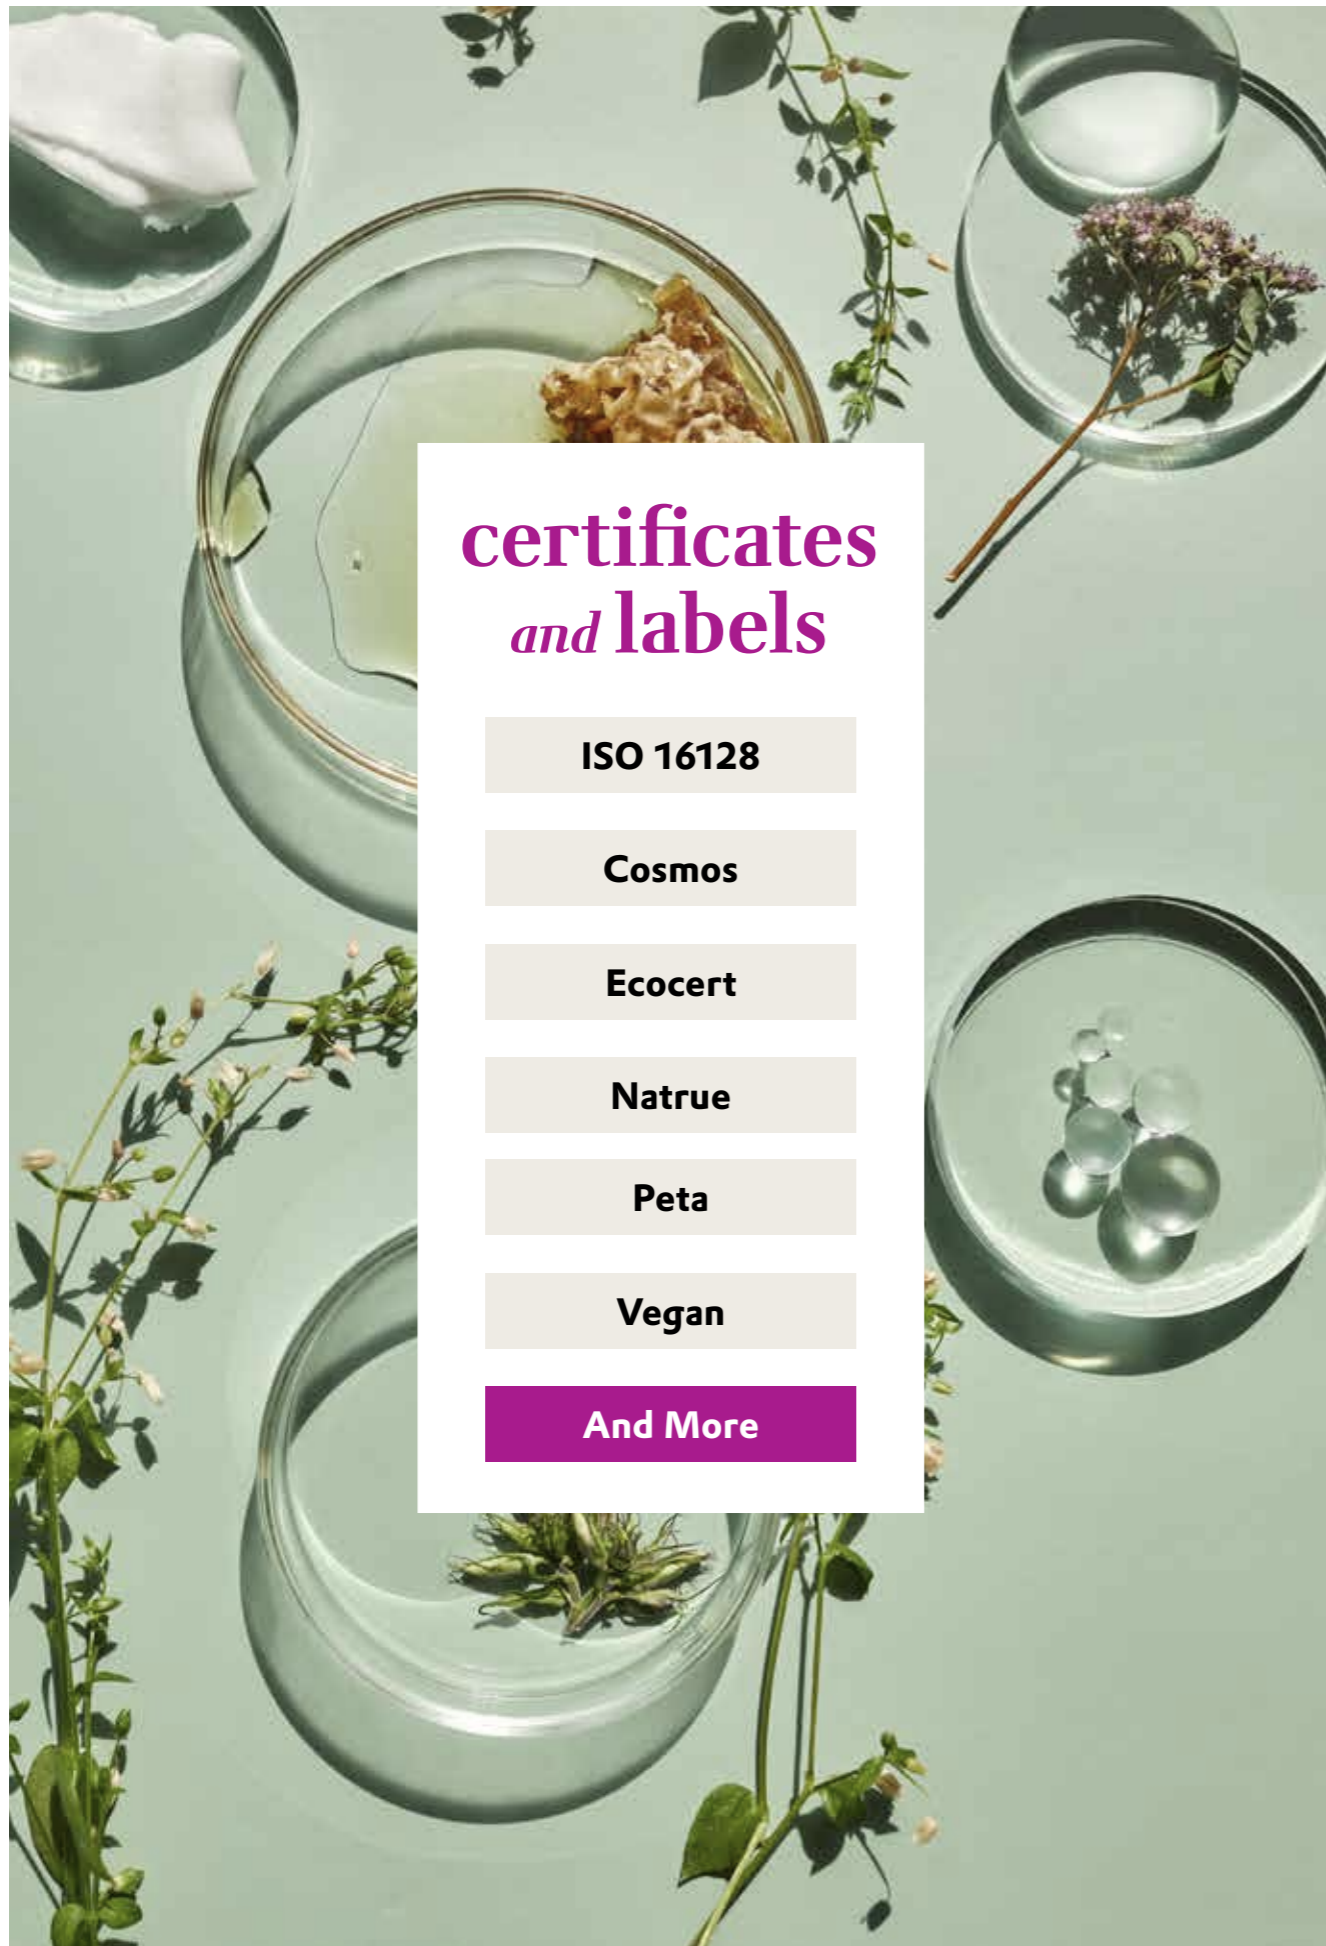 certificates
and labels
ISO 16128
Cosmos
Ecocert
Natrue
Peta
Vegan
And More